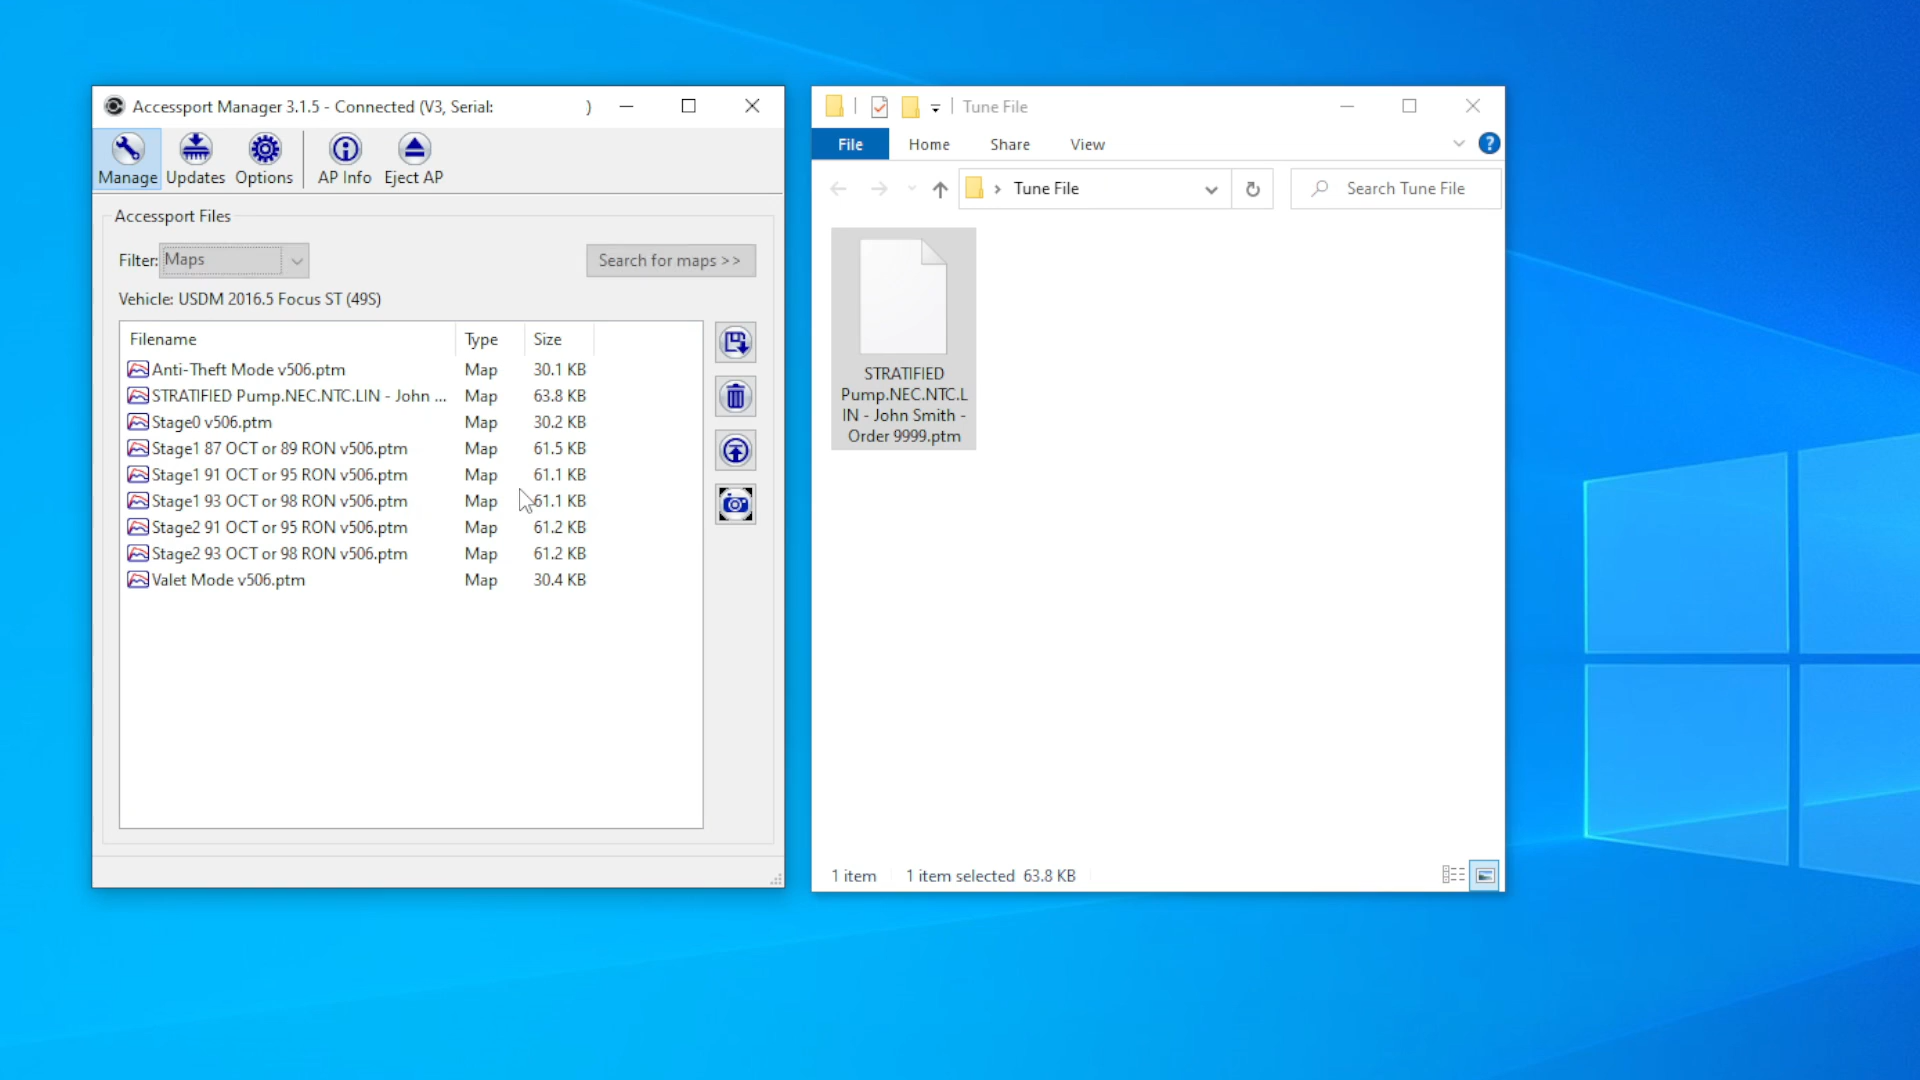 Accessport Manager 3.1.5 - Connected (V3, Serial: )
Manage Updates Options AP Info Eject AP
Accessport Files
Filter: Maps Search for maps >>
Vehicle: USDM 2016.5 Focus ST (49S)
Filename Type Size
Anti-Theft Mode v506.ptm Map 30.1 KB
STRATIFIED Pump.NEC.NTC.LIN - John ... Map 63.8 KB
Stage0 v506.ptm Map 30.2 KB
Stage1 87 OCT or 89 RON v506.ptm Map 61.5 KB
Stage1 91 OCT or 95 RON v506.ptm Map 61.1 KB
Stage1 93 OCT or 98 RON v506.ptm Map 61.1 KB
Stage2 91 OCT or 95 RON v506.ptm Map 61.2 KB
Stage2 93 OCT or 98 RON v506.ptm Map 61.2 KB
Valet Mode v506.ptm Map 30.4 KB
Tune File
File Home Share View
Tune File Search Tune File
STRATIFIED
Pump.NEC.NTC.L
IN - John Smith -
Order 9999.ptm
1 item 1 item selected 63.8 KB